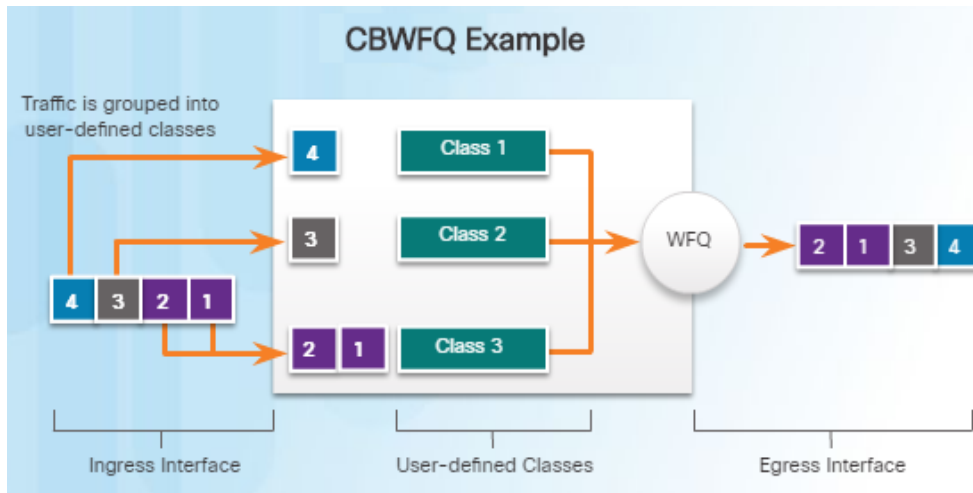 CBWFQ Example
Traffic is grouped into
user-defined classes
4
Class 1
3
Class 2
WFQ
2 1 3 4
4 3 2 1
2 1
Class 3
Ingress Interface
User-defined Classes
Egress Interface